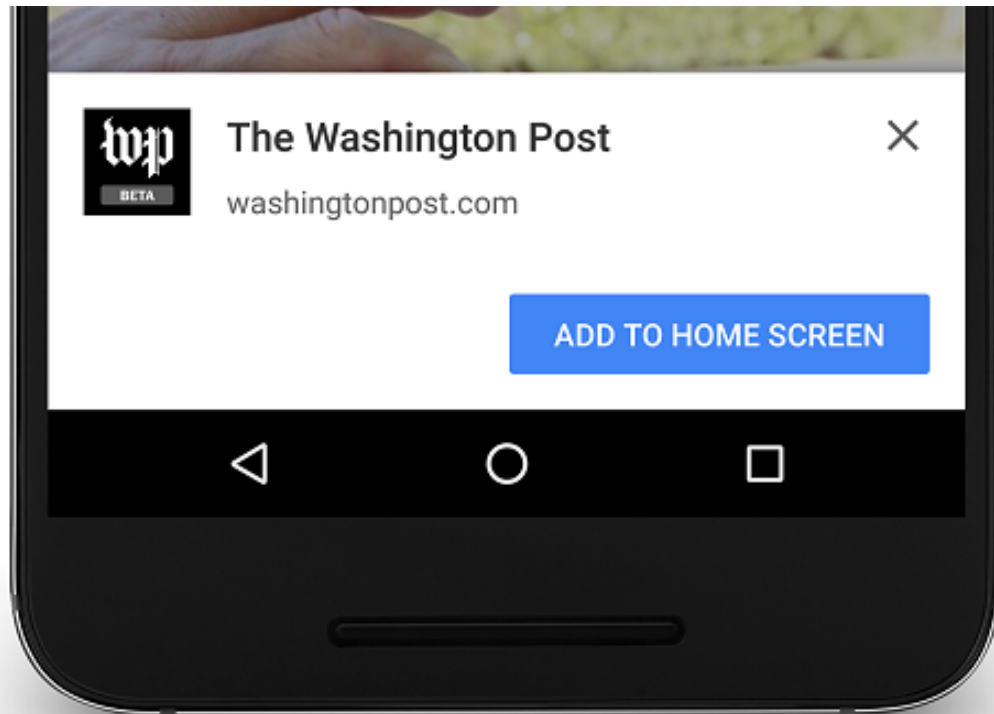 wp
BETA
The Washington Post
washingtonpost.com
ADD TO HOME SCREEN